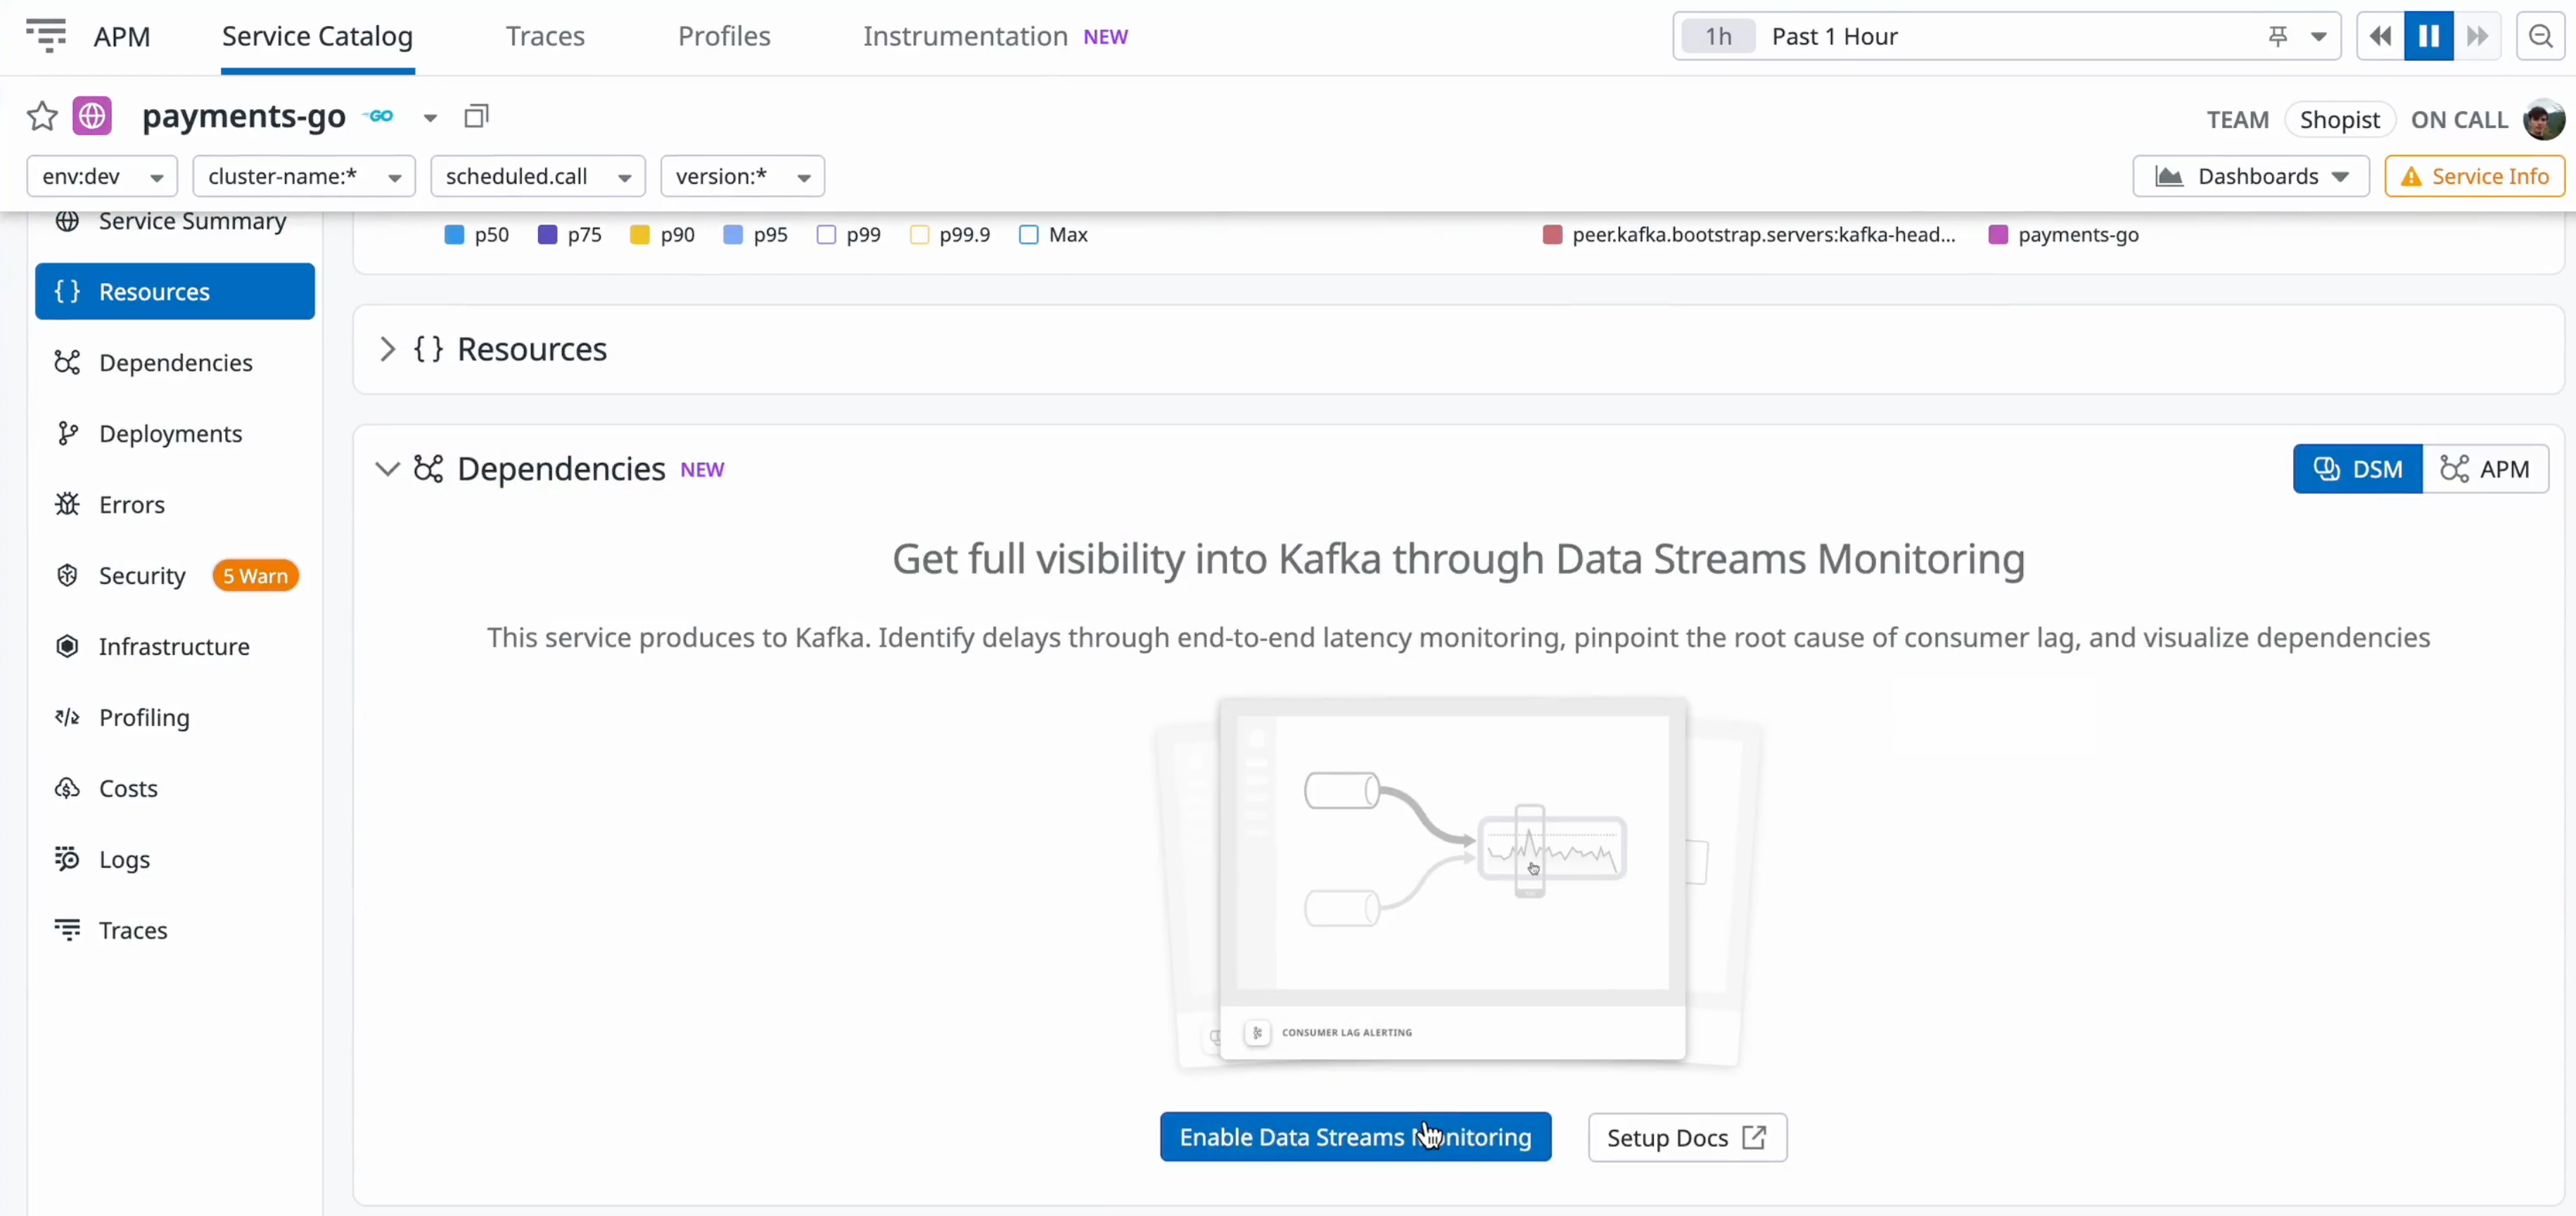 APM
Service Catalog
Traces
Profiles
Instrumentation NEW
1h Past 1 Hour
payments-go GO
TEAM Shopist ON CALL
env:dev
cluster-name:*
scheduled.call
version:*
Dashboards
Service Info
Service Summary
Resources
Dependencies
Deployments
Errors
Security 5 Warn
Infrastructure
Profiling
Costs
Logs
Traces
p50 p75 p90 p95 p99 p99.9 Max
peer.kafka.bootstrap.servers:kafka-head... payments-go
{ } Resources
Dependencies NEW
DSM APM
Get full visibility into Kafka through Data Streams Monitoring
This service produces to Kafka. Identify delays through end-to-end latency monitoring, pinpoint the root cause of consumer lag, and visualize dependencies
CONSUMER LAG ALERTING
Enable Data Streams Monitoring
Setup Docs